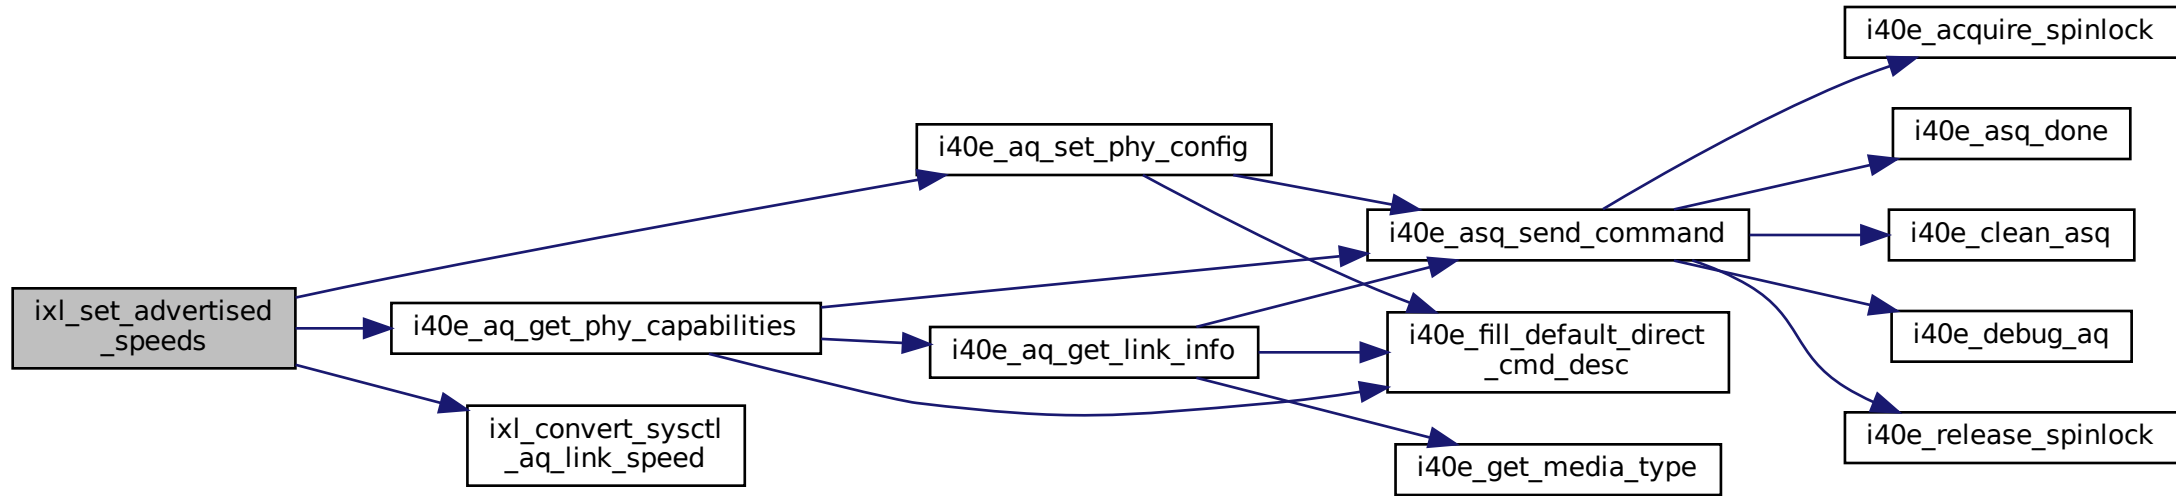 ixl_set_advertised
_speeds
i40e_aq_set_phy_config
i40e_aq_get_phy_capabilities
ixl_convert_sysctl
_aq_link_speed
i40e_aq_get_link_info
i40e_asq_send_command
i40e_fill_default_direct
_cmd_desc
i40e_get_media_type
i40e_acquire_spinlock
i40e_asq_done
i40e_clean_asq
i40e_debug_aq
i40e_release_spinlock